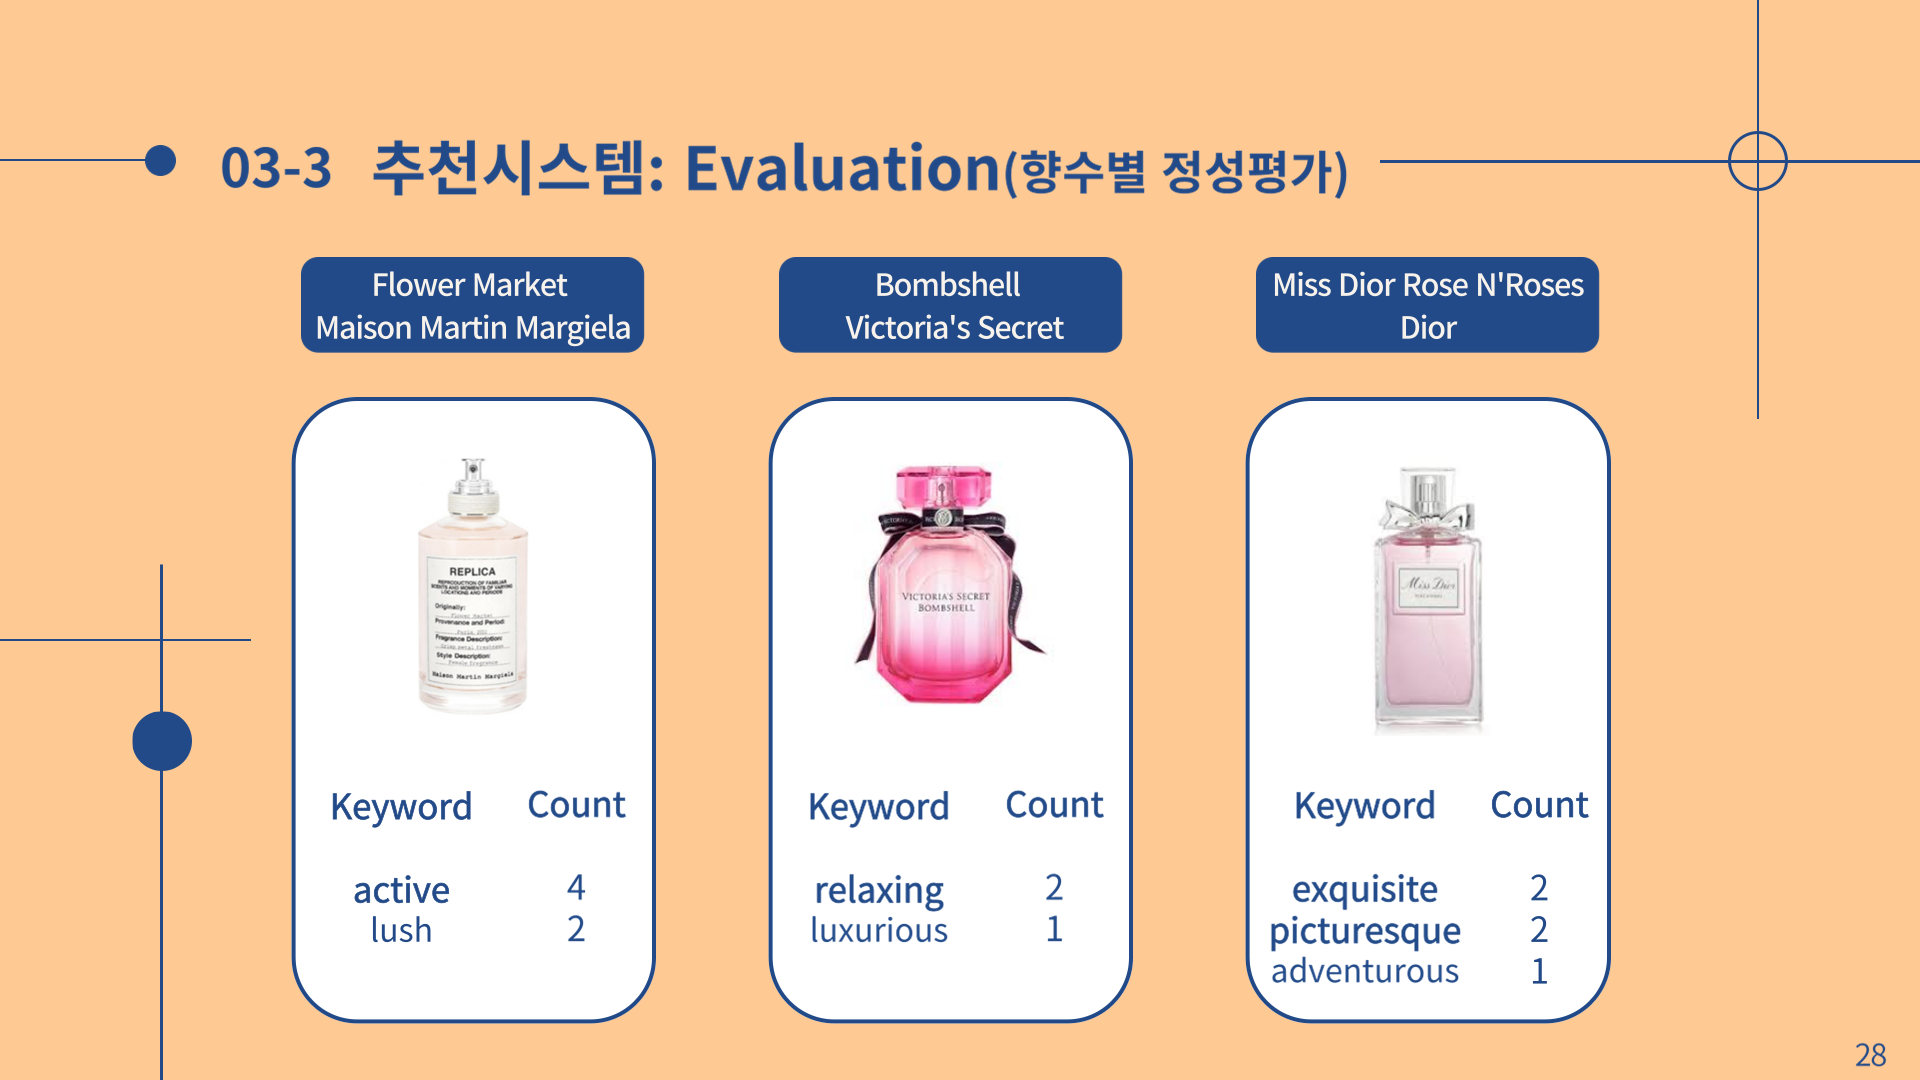 03-3 추천시스템: Evaluation(향수별 정성평가)
Flower Market
Maison Martin Margiela
Bombshell
Victoria's Secret
Miss Dior Rose N'Roses
Dior
REPLICA
REPRODUCTION OF FAMILIAR
SCENTS AND MOMENTS OF VARYING
LOCATIONS AND PERIODS
Originally:
Flower Market
Provenance and Period:
Fragrance Description:
Style Description:
Female fragrance
Maison Martin Margiela
VICTORIA'S SECRET
BOMBSHELL
Miss Dior
Keyword Count
active 4
lush 2
Keyword Count
relaxing 2
luxurious 1
Keyword Count
exquisite 2
picturesque 2
adventurous 1
28